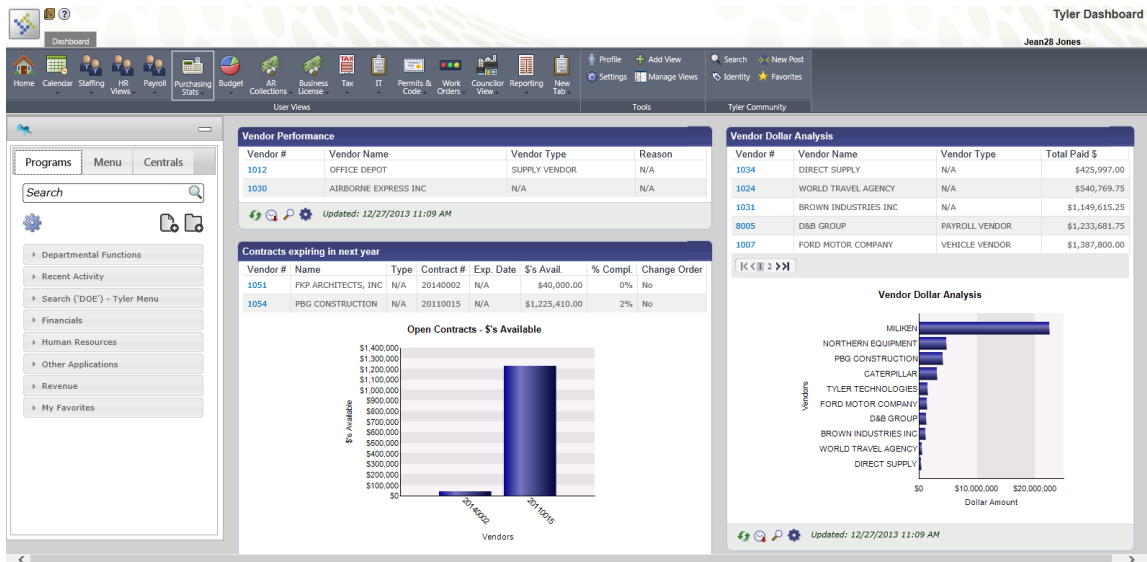 Tyler Dashboard
Dashboard
Jean28 Jones
Home Calendar Staffing HR Views Payroll Purchasing Stats Budget AR Collections Business License Tax IT Permits & Code Work Orders Council View Reporting New Tab
Profile + Add View
Settings Manage Views
Search New Post
Identity Favorites
User Views Tools Tyler Community
Programs Menu Centrals
Search
Departmental Functions
Recent Activity
Search ('DOE') - Tyler Menu
Financials
Human Resources
Other Applications
Revenue
My Favorites
Vendor Performance
Vendor # Vendor Name Vendor Type Reason
1012 OFFICE DEPOT SUPPLY VENDOR N/A
1030 AIRBORNE EXPRESS INC N/A N/A
Updated: 12/27/2013 11:09 AM
Contracts expiring in next year
Vendor # Name Type Contract # Exp. Date $'s Avail. % Compl. Change Order
1051 FKP ARCHITECTS, INC N/A 20140002 N/A $40,000.00 0% No
1054 PBG CONSTRUCTION N/A 20110015 N/A $1,225,410.00 2% No
Open Contracts - $'s Available
$'s Available
$1,400,000
$1,300,000
$1,200,000
$1,100,000
$1,000,000
$900,000
$800,000
$700,000
$600,000
$500,000
$400,000
$300,000
$200,000
$100,000
$0
20140002 20110015
Vendors
Vendor Dollar Analysis
Vendor # Vendor Name Vendor Type Total Paid $
1034 DIRECT SUPPLY N/A $425,997.00
1024 WORLD TRAVEL AGENCY N/A $540,769.75
1031 BROWN INDUSTRIES INC N/A $1,149,615.25
8005 D&B GROUP PAYROLL VENDOR $1,233,681.75
1007 FORD MOTOR COMPANY VEHICLE VENDOR $1,387,800.00
1 2
Vendor Dollar Analysis
Vendors
MILIKEN
NORTHERN EQUIPMENT
PBG CONSTRUCTION
CATERPILLAR
TYLER TECHNOLOGIES
FORD MOTOR COMPANY
D&B GROUP
BROWN INDUSTRIES INC
WORLD TRAVEL AGENCY
DIRECT SUPPLY
$0 $10,000,000 $20,000,000
Dollar Amount
Updated: 12/27/2013 11:09 AM